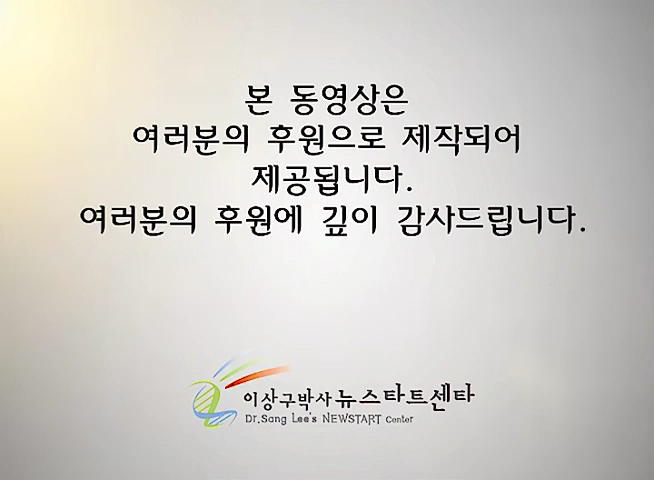 본 동영상은
여러분의 후원으로 제작되어
제공됩니다.
여러분의 후원에 깊이 감사드립니다.
이상구박사 뉴스타트센타
Dr.Sang Lee's NEWSTART Center